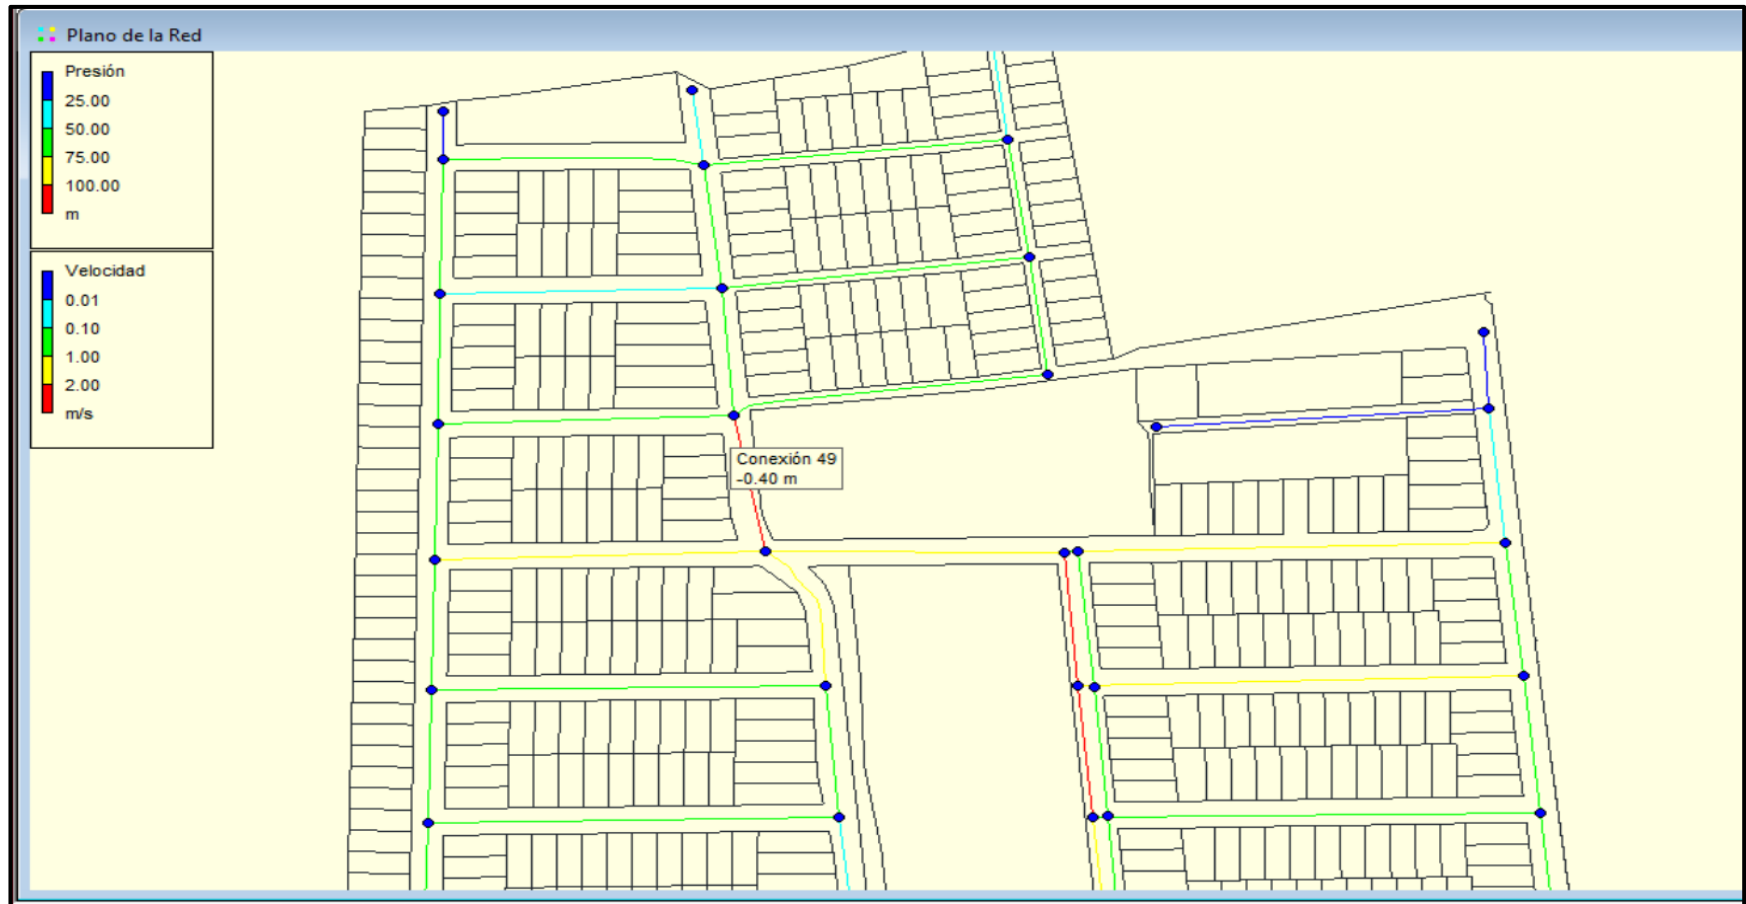 Plano de la Red
Presión
25.00
50.00
75.00
100.00
m
Velocidad
0.01
0.10
1.00
2.00
m/s
Conexión 49
-0.40 m